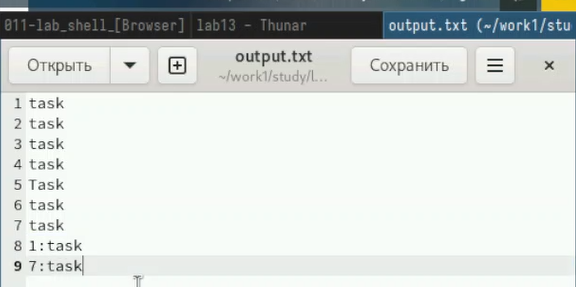 011-lab_shell_[Browser] lab13 - Thunar output.txt (~/work1/stu
Открыть output.txt Сохранить
~/work1/study/l...
1 task
2 task
3 task
4 task
5 Task
6 task
7 task
8 1:task
9 7:task